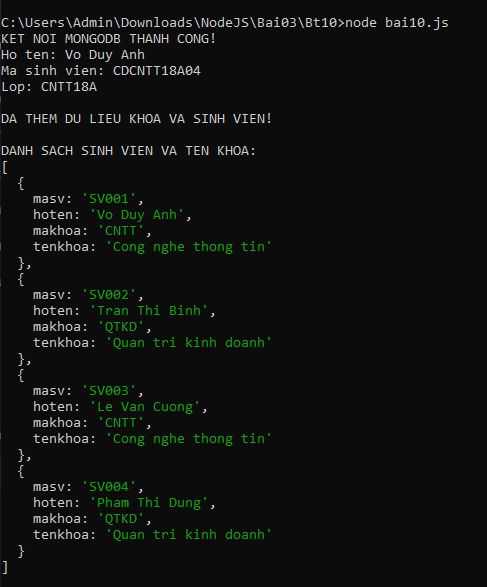 C:\Users\Admin\Downloads\NodeJS\Bai03\Bt10>node bai10.js
KET NOI MONGODB THANH CONG!
Ho ten: Vo Duy Anh
Ma sinh vien: CDCNTT18A04
Lop: CNTT18A
DA THEM DU LIEU KHOA VA SINH VIEN!
DANH SACH SINH VIEN VA TEN KHOA:
[
  {
    masv: 'SV001',
    hoten: 'Vo Duy Anh',
    makhoa: 'CNTT',
    tenkhoa: 'Cong nghe thong tin'
  },
  {
    masv: 'SV002',
    hoten: 'Tran Thi Binh',
    makhoa: 'QTKD',
    tenkhoa: 'Quan tri kinh doanh'
  },
  {
    masv: 'SV003',
    hoten: 'Le Van Cuong',
    makhoa: 'CNTT',
    tenkhoa: 'Cong nghe thong tin'
  },
  {
    masv: 'SV004',
    hoten: 'Pham Thi Dung',
    makhoa: 'QTKD',
    tenkhoa: 'Quan tri kinh doanh'
  }
]